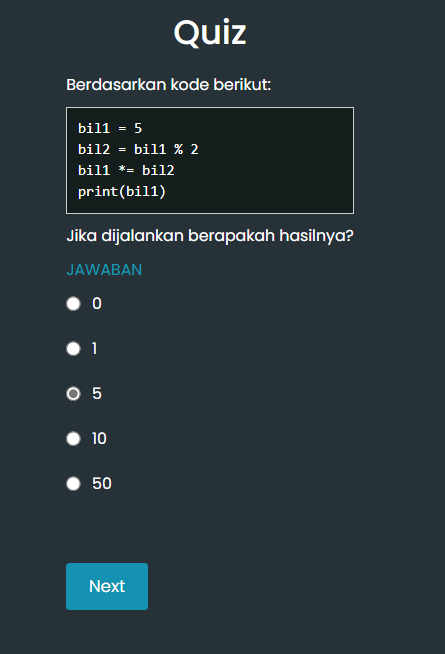 Quiz
Berdasarkan kode berikut:
bil1 = 5
bil2 = bil1 % 2
bil1 *= bil2
print(bil1)
Jika dijalankan berapakah hasilnya?
JAWABAN
0
1
5
10
50
Next